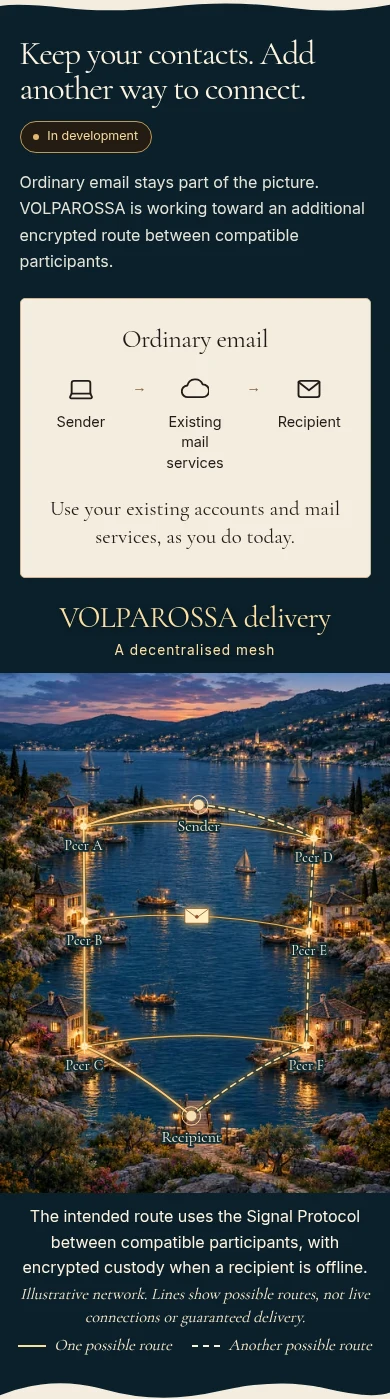 Keep your contacts. Add
another way to connect.
In development
Ordinary email stays part of the picture.
VOLPAROSSA is working toward an additional
encrypted route between compatible
participants.
Ordinary email
→ →
Sender Existing Recipient
mail
services
Use your existing accounts and mail
services, as you do today.
VOLPAROSSA delivery
A decentralised mesh
Sender
Peer A
Peer D
Peer B
Peer E
Peer C Peer F
Recipient
The intended route uses the Signal Protocol
between compatible participants, with
encrypted custody when a recipient is offline.
Illustrative network. Lines show possible routes, not live
connections or guaranteed delivery.
One possible route Another possible route